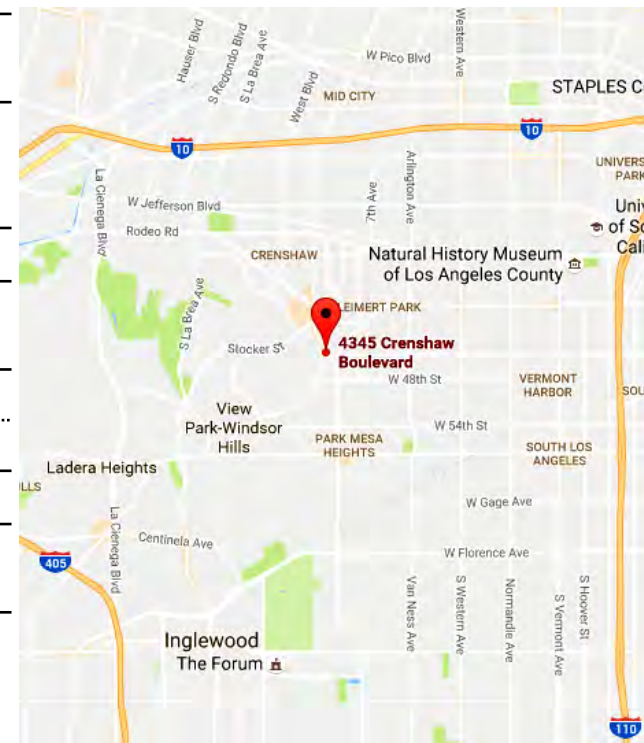 Western Ave
Hauser Blvd
S Redondo Blvd
S La Brea Ave
W Pico Blvd
West Blvd
MID CITY
STAPLES C
10
10
La Cienega Blvd
Arlington Ave
UNIVERS
PARK
7th Ave
W Jefferson Blvd
Univ
of So
Cali
Rodeo Rd
CRENSHAW
Natural History Museum
of Los Angeles County
S La Brea Ave
LEIMERT PARK
4345 Crenshaw
Boulevard
Stocker St
W 48th St
VERMONT
HARBOR
SOU
...
View
Park-Windsor
Hills
W 54th St
PARK MESA
HEIGHTS
SOUTH LOS
ANGELES
Ladera Heights
ILLS
W Gage Ave
La Cienega Blvd
Centinela Ave
W Florence Ave
405
Van Ness Ave
S Western Ave
Normandie Ave
S Vermont Ave
S Hoover St
Inglewood
The Forum
110